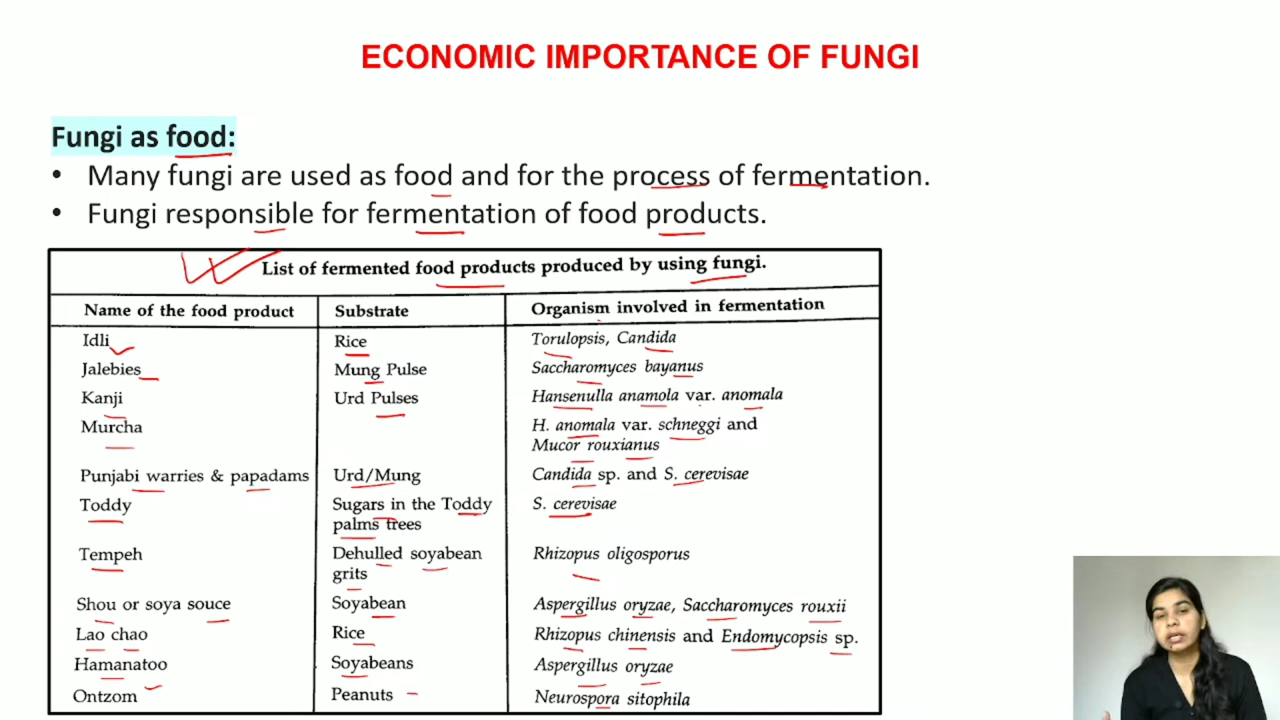 ECONOMIC IMPORTANCE OF FUNGI
Fungi as food:
• Many fungi are used as food and for the process of fermentation.
• Fungi responsible for fermentation of food products.
List of fermented food products produced by using fungi.
Name of the food product Substrate Organism involved in fermentation
Idli Rice Torulopsis, Candida
Jalebies Mung Pulse Saccharomyces bayanus
Kanji Urd Pulses Hansenulla anamola var. anomala
Murcha H. anomala var. schneggi and
Mucor rouxianus
Punjabi warries & papadams Urd/Mung Candida sp. and S. cerevisae
Toddy Sugars in the Toddy S. cerevisae
palms trees
Tempeh Dehulled soyabean Rhizopus oligosporus
grits
Shou or soya souce Soyabean Aspergillus oryzae, Saccharomyces rouxii
Lao chao Rice Rhizopus chinensis and Endomycopsis sp.
Hamanatoo Soyabeans Aspergillus oryzae
Ontzom Peanuts Neurospora sitophila